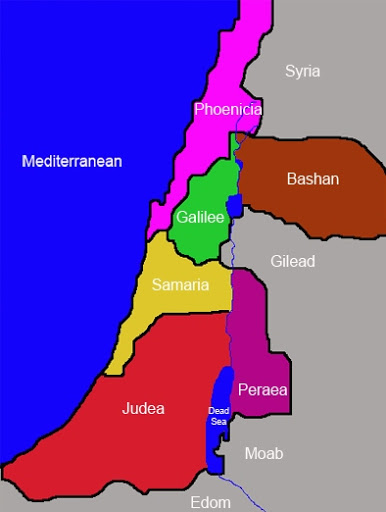 Syria
Phoenicia
Mediterranean
Bashan
Galilee
Gilead
Samaria
Peraea
Judea
Dead
Sea
Moab
Edom